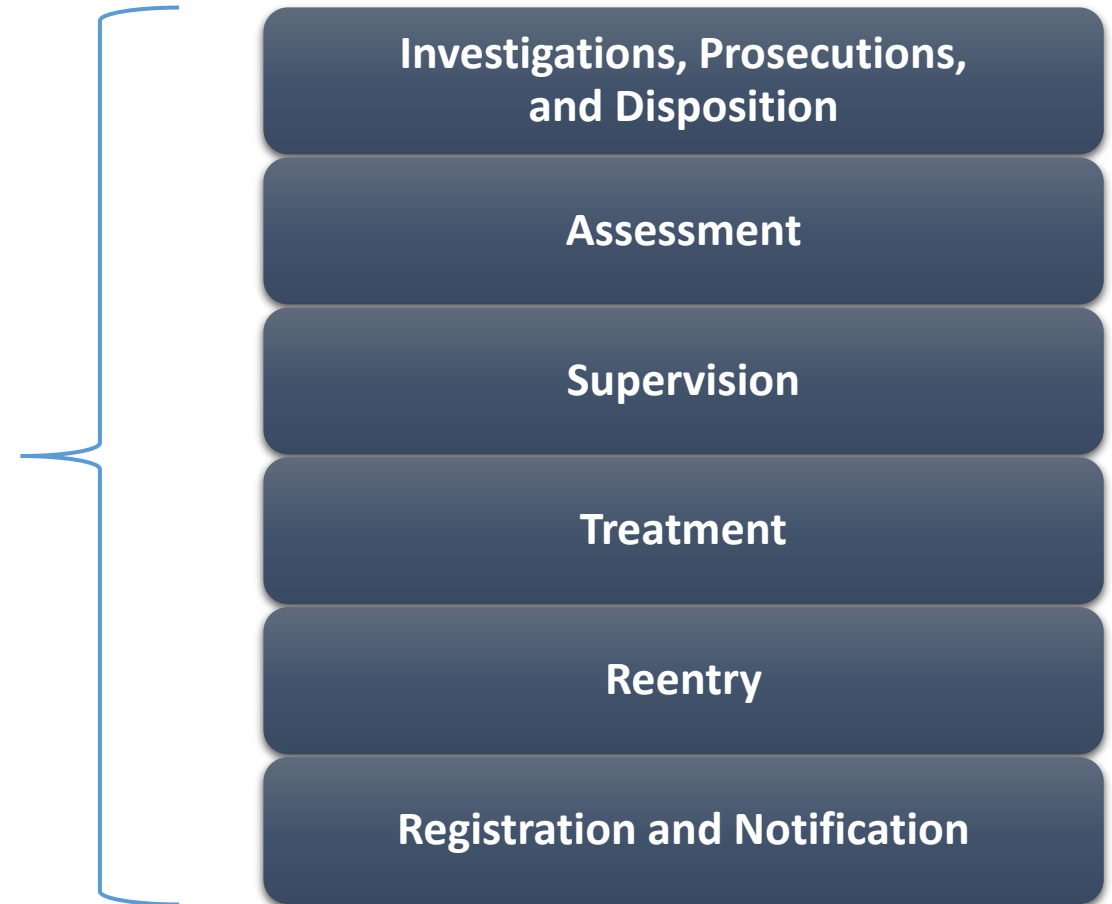 Investigations, Prosecutions,
and Disposition
Assessment
Supervision
Treatment
Reentry
Registration and Notification